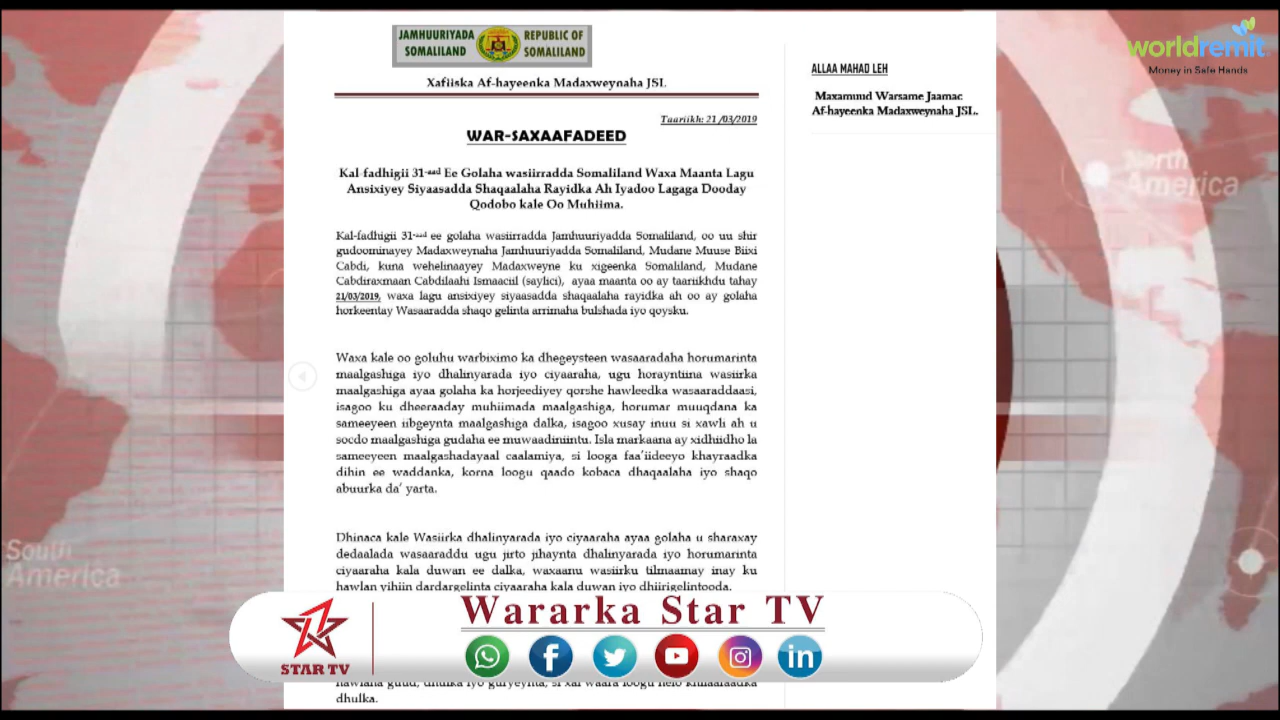 JAMHUURIYADA SOMALILAND
REPUBLIC OF SOMALILAND
Xafiiska Af-hayeenka Madaxweynaha JSL
Taariikh: 21 /03/2019
WAR-SAXAAFADEED
Kal-fadhigii 31-aad Ee Golaha wasiirradda Somaliland Waxa Maanta Lagu
Ansixiyey Siyaasadda Shaqaalaha Rayidka Ah Iyadoo Lagaga Dooday
Qodobo kale Oo Muhiima.
Kal-fadhigii 31-aad ee golaha wasiirradda Jamhuuriyadda Somaliland, oo uu shir
gudoominayey Madaxweynaha Jamhuuriyadda Somaliland, Mudane Muuse Biixi
Cabdi, kuna wehelinaayey Madaxweyne ku xigeenka Somaliland, Mudane
Cabdiraxmaan Cabdilaahi Ismaaciil (saylici), ayaa maanta oo ay taariikhdu tahay
21/03/2019, waxa lagu ansixiyey siyaasadda shaqaalaha rayidka ah oo ay golaha
horkeentay Wasaaradda shaqo gelinta arrimaha bulshada iyo qoysku.
Waxa kale oo goluhu warbiximo ka dhegeysteen wasaaradaha horumarinta
maalgashiga iyo dhalinyarada iyo ciyaaraha, ugu horayntiina wasiirka
maalgashiga ayaa golaha ka horjeediyey qorshe hawleedka wasaaraddaasi,
isagoo ku dheeraaday muhiimada maalgashiga, horumar muuqdana ka
sameeyeen iibgeynta maalgashiga dalka, isagoo xusay inuu si xawli ah u
socdo maalgashiga gudaha ee muwaadiniintu. Isla markaana ay xidhiidho la
sameeyeen maalgashadayaal caalamiya, si looga faa'iideeyo khayraadka
dihin ee waddanka, korna loogu qaado kobaca dhaqaalaha iyo shaqo
abuurka da' yarta.
Dhinaca kale Wasiirka dhalinyarada iyo ciyaaraha ayaa golaha u sharaxay
dedaalada wasaaraddu ugu jirto jihaynta dhalinyarada iyo horumarinta
ciyaaraha kala duwan ee dalka, waxaanu wasiirku tilmaamay inay ku
hawlan yihiin dardargelinta ciyaaraha kala duwan iyo dhiirigelintooda.
dhulka.
ALLAA MAHAD LEH
Maxamuud Warsame Jaamac
Af-hayeenka Madaxweynaha JSL.
worldremit
Money in Safe Hands
North
America
South
America
STAR TV
Wararka Star TV